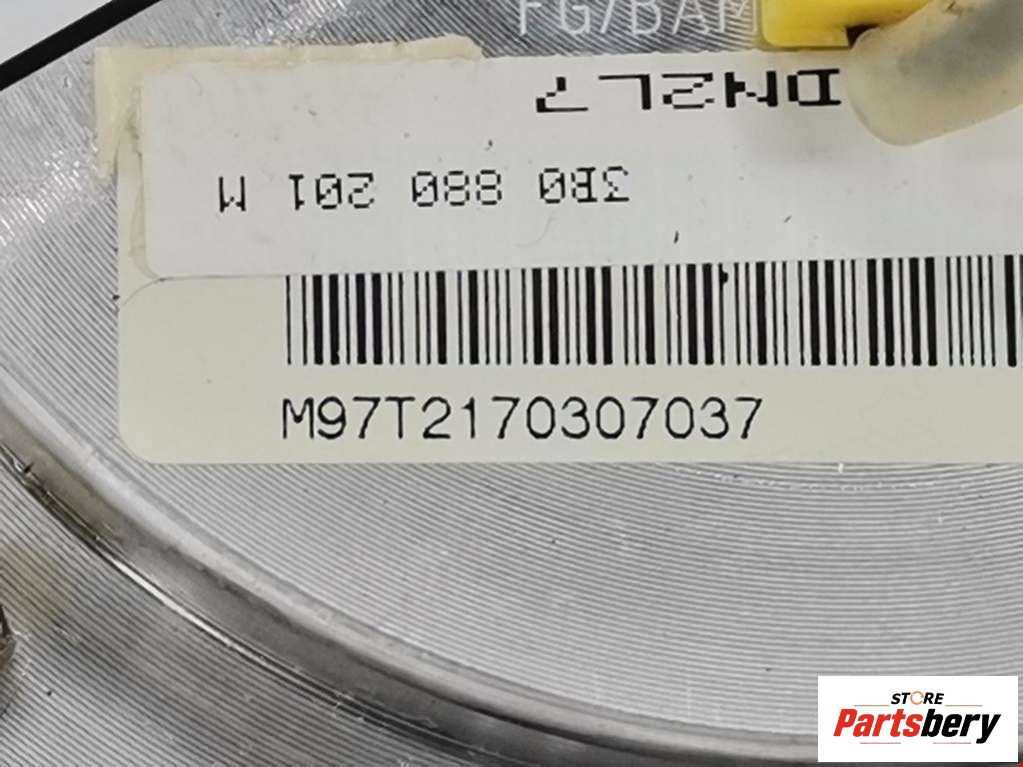 FG/BAM
DN2L7
3B0 880 201 M
M97T2170307037
STORE
Partsbery